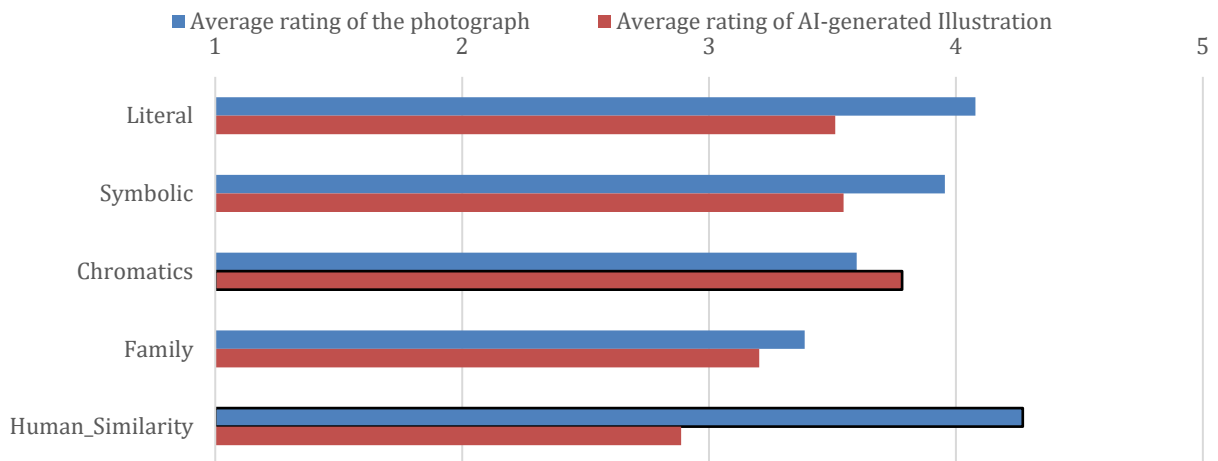 Average rating of the photograph Average rating of AI-generated Illustration
1 2 3 4 5
Literal
Symbolic
Chromatics
Family
Human_Similarity